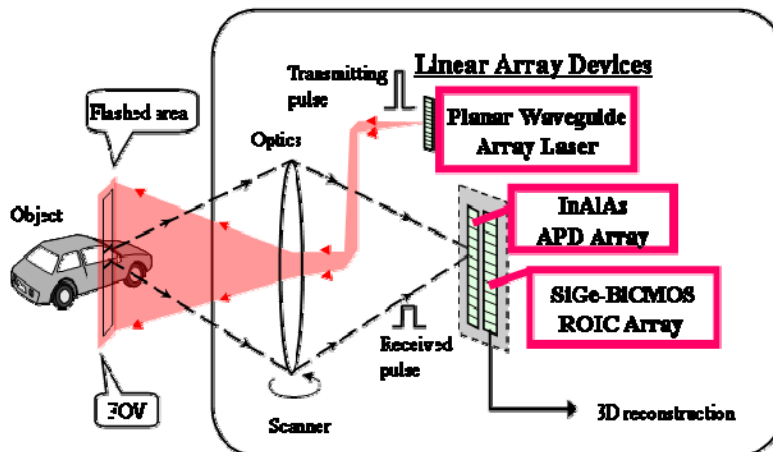 Linear Array Devices
Transmitting
pulse
Planar Waveguide
Array Laser
Flashed area
Optics
Object
InAlAs
APD Array
SiGe-BiCMOS
ROIC Array
Received
pulse
FOV
Scanner
3D reconstruction